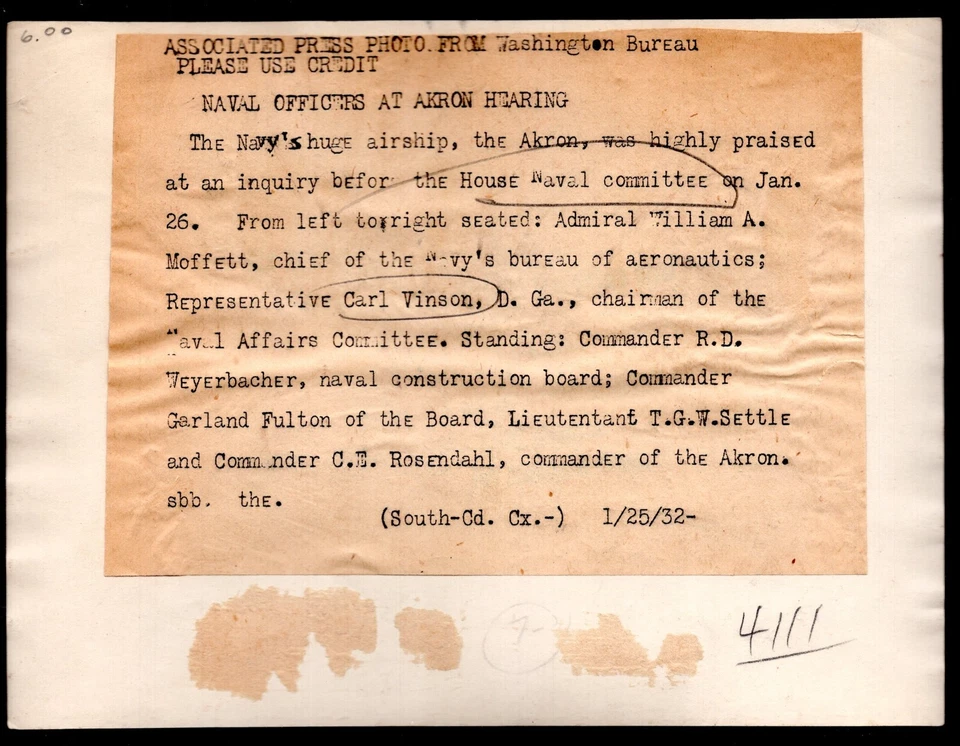 6.00
ASSOCIATED PRESS PHOTO FROM Washington Bureau
PLEASE USE CREDIT
NAVAL OFFICERS AT AKRON HEARING
The Navy's huge airship, the Akron, was highly praised
at an inquiry before the House Naval committee on Jan.
26. From left to right seated: Admiral William A.
Moffett, chief of the Navy's bureau of aeronautics;
Representative Carl Vinson, D. Ga., chairman of the
Naval Affairs Committee. Standing: Commander R.D.
Weyerbacher, naval construction board; Commander
Garland Fulton of the Board, Lieutentant T.G.W.Settle
and Commander C.E. Rosendahl, commander of the Akron.
sbb. the.
(South-Cd. Cx.-) 1/25/32-
4111